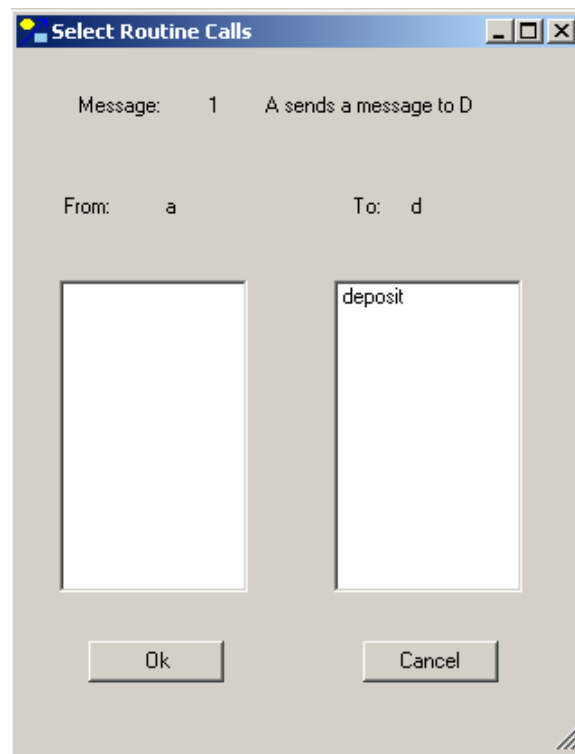 Select Routine Calls
Message: 1 A sends a message to D
From: a To: d
deposit
Ok Cancel